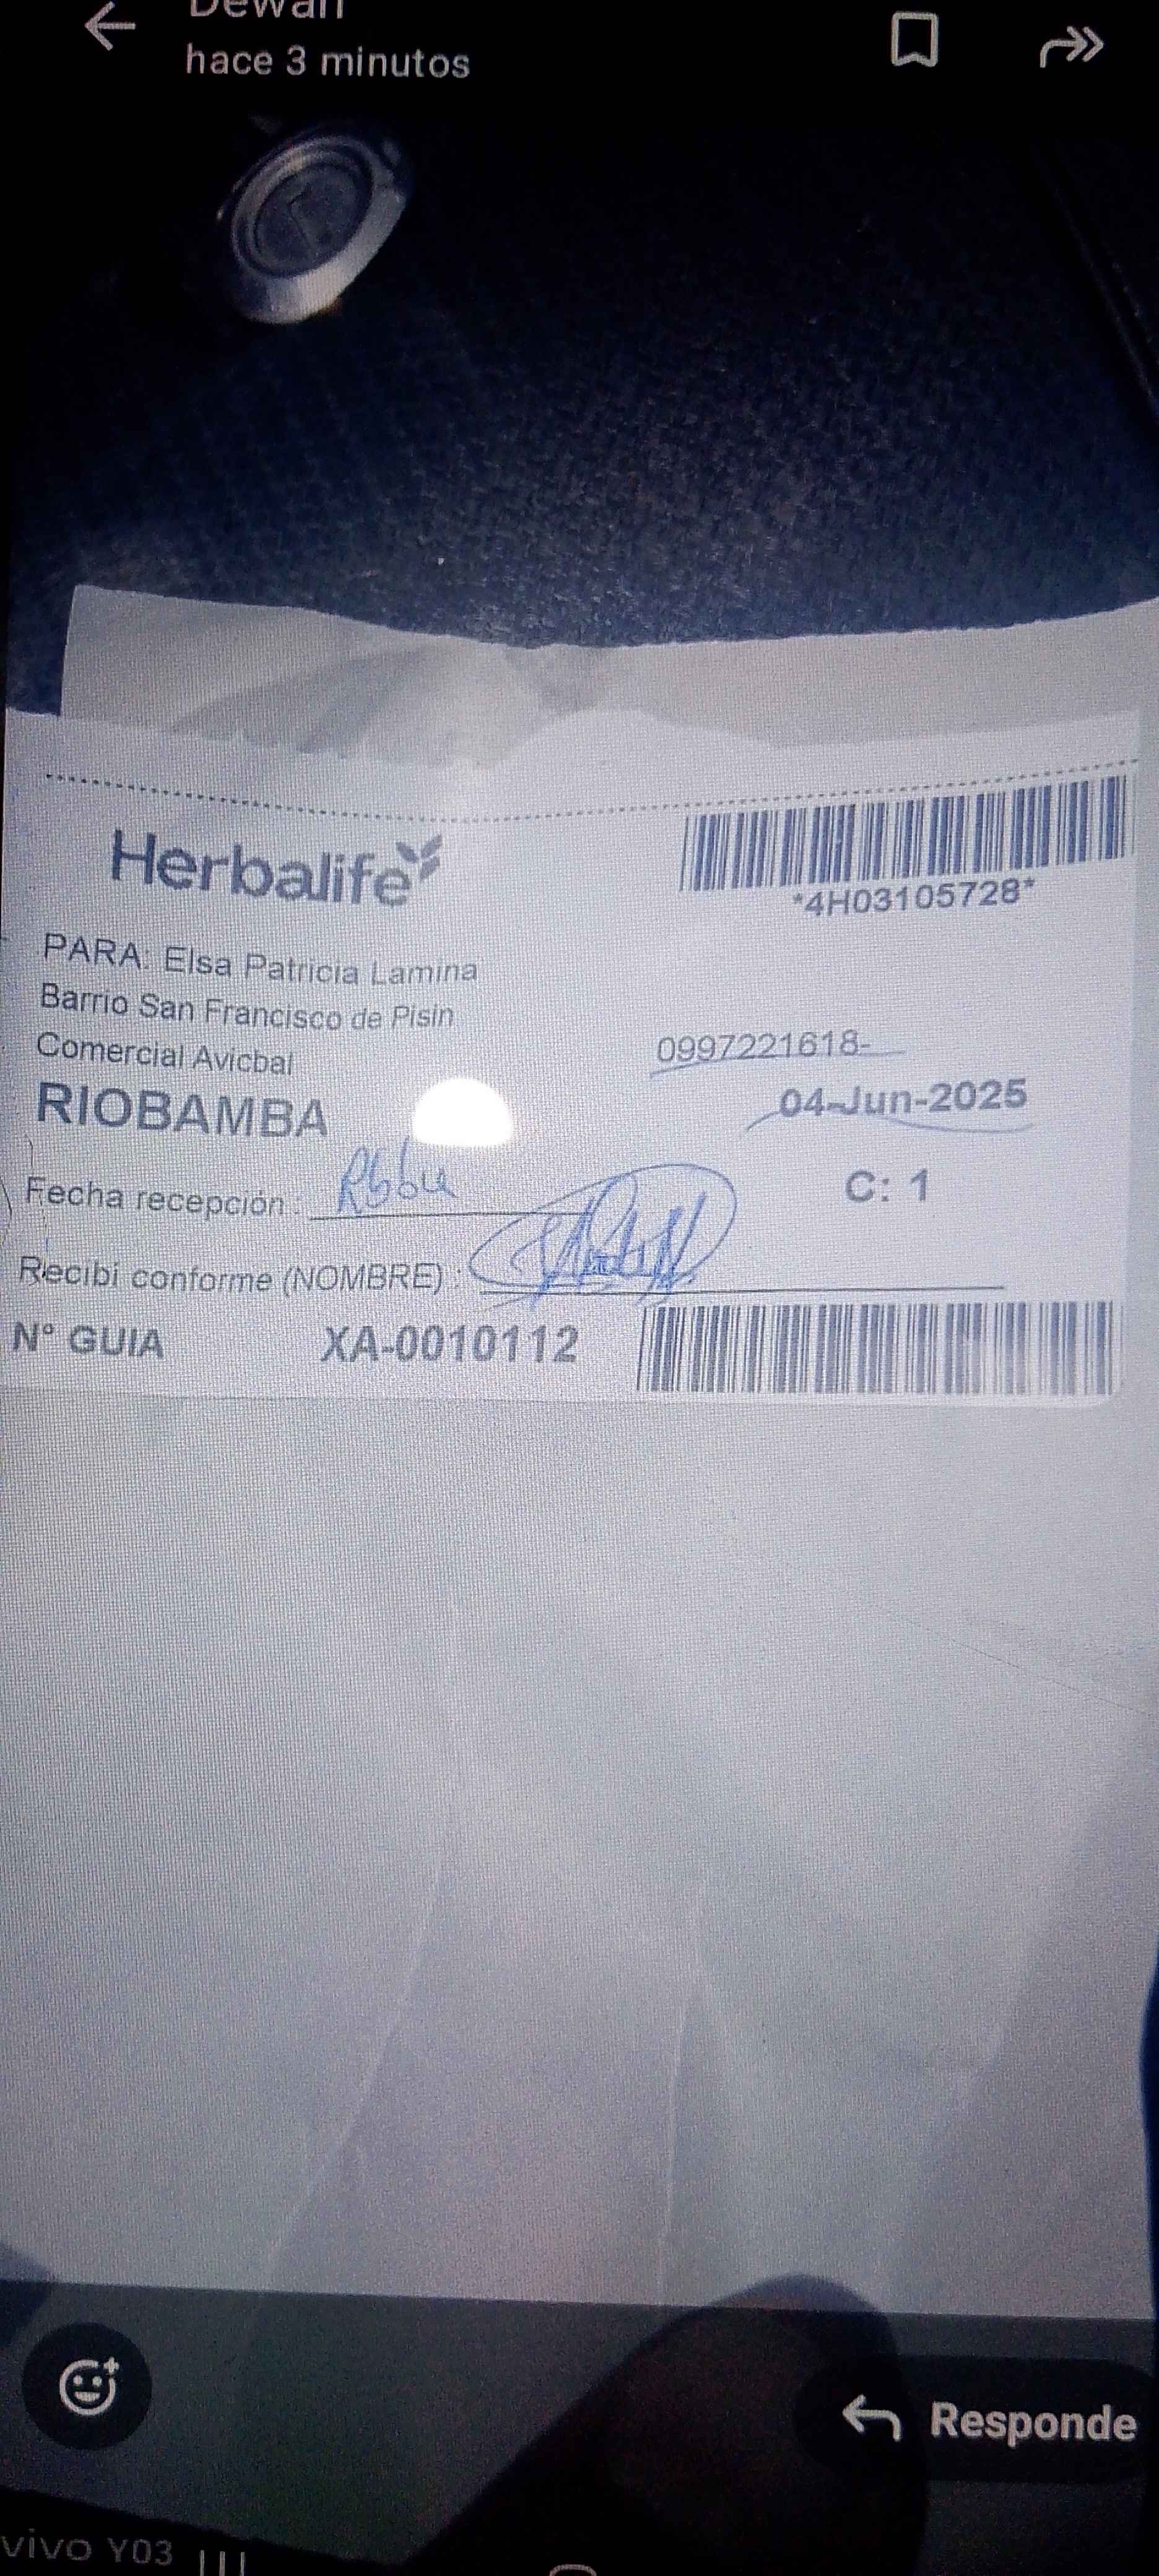 hace 3 minutos
Herbalife
*4H03105728*
PARA: Elsa Patricia Lamina
Barrio San Francisco de Pisin
Comercial Avicbal
0997221618-
RIOBAMBA
04-Jun-2025
Fecha recepción :
C: 1
Recibi conforme (NOMBRE) :
N° GUIA XA-0010112
Responde
vivo Y03